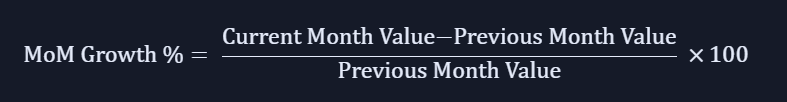 MoM Growth % = Current Month Value−Previous Month Value
Previous Month Value × 100